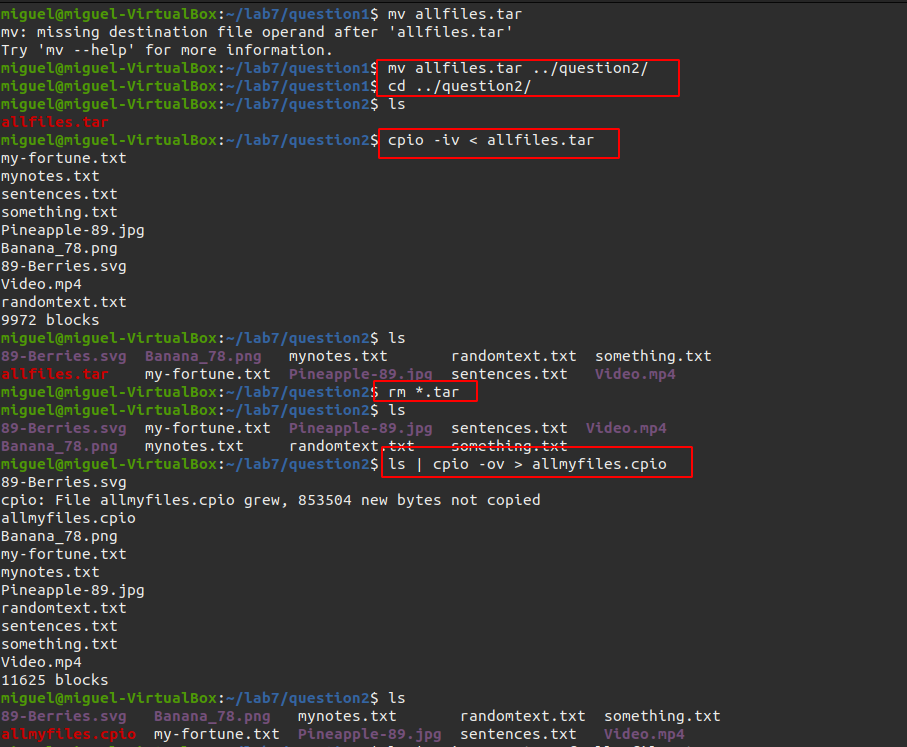 miguel@miguel-VirtualBox:~/lab7/question1$ mv allfiles.tar
mv: missing destination file operand after 'allfiles.tar'
Try 'mv --help' for more information.
miguel@miguel-VirtualBox:~/lab7/question1$ mv allfiles.tar ../question2/
miguel@miguel-VirtualBox:~/lab7/question1$ cd ../question2/
miguel@miguel-VirtualBox:~/lab7/question2$ ls
allfiles.tar
miguel@miguel-VirtualBox:~/lab7/question2$ cpio -iv < allfiles.tar
my-fortune.txt
mynotes.txt
sentences.txt
something.txt
Pineapple-89.jpg
Banana_78.png
89-Berries.svg
Video.mp4
randomtext.txt
9972 blocks
miguel@miguel-VirtualBox:~/lab7/question2$ ls
89-Berries.svg  Banana_78.png   mynotes.txt       randomtext.txt  something.txt
allfiles.tar    my-fortune.txt  Pineapple-89.jpg  sentences.txt   Video.mp4
miguel@miguel-VirtualBox:~/lab7/question2$ rm *.tar
miguel@miguel-VirtualBox:~/lab7/question2$ ls
89-Berries.svg  my-fortune.txt  Pineapple-89.jpg  sentences.txt  Video.mp4
Banana_78.png   mynotes.txt     randomtext.txt    something.txt
miguel@miguel-VirtualBox:~/lab7/question2$ ls | cpio -ov > allmyfiles.cpio
89-Berries.svg
cpio: File allmyfiles.cpio grew, 853504 new bytes not copied
allmyfiles.cpio
Banana_78.png
my-fortune.txt
mynotes.txt
Pineapple-89.jpg
randomtext.txt
sentences.txt
something.txt
Video.mp4
11625 blocks
miguel@miguel-VirtualBox:~/lab7/question2$ ls
89-Berries.svg   Banana_78.png   mynotes.txt       randomtext.txt  something.txt
allmyfiles.cpio  my-fortune.txt  Pineapple-89.jpg  sentences.txt   Video.mp4